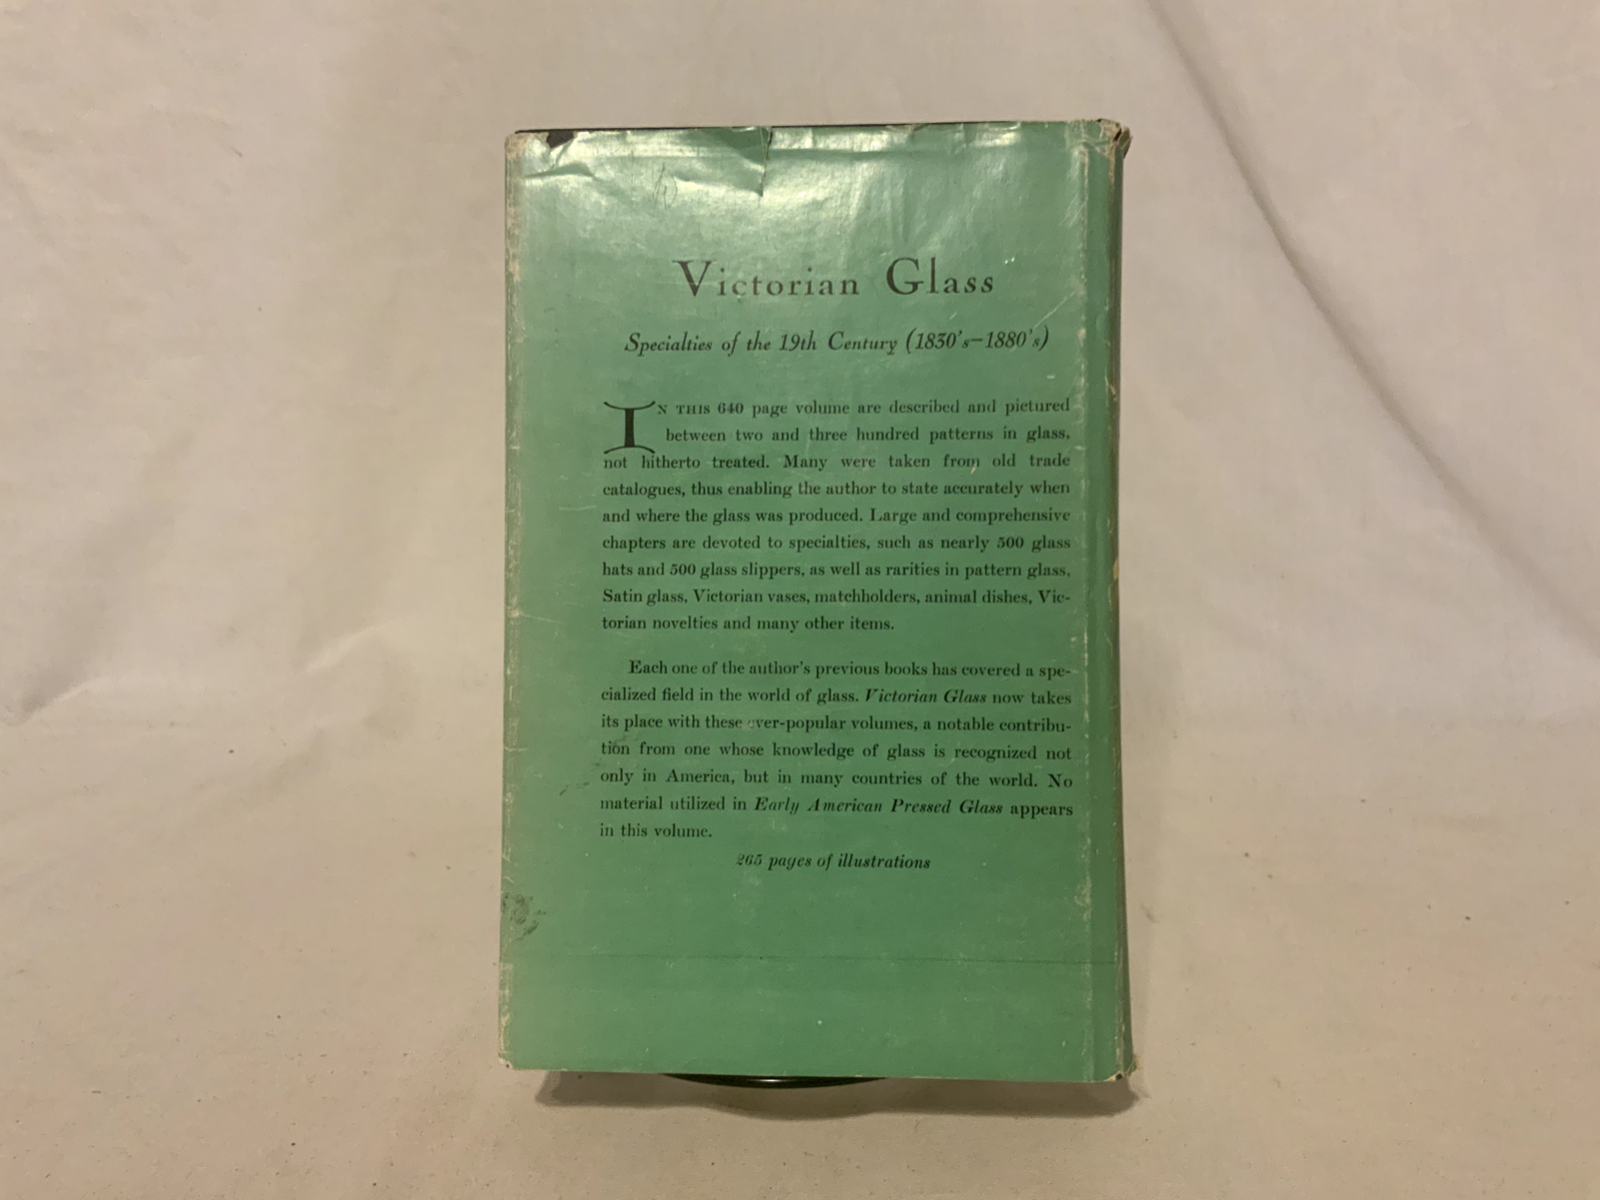 Victorian Glass
Specialties of the 19th Century (1830's–1880's)
IN THIS 640 page volume are described and pictured
between two and three hundred patterns in glass,
not hitherto treated. Many were taken from old trade
catalogues, thus enabling the author to state accurately when
and where the glass was produced. Large and comprehensive
chapters are devoted to specialties, such as nearly 500 glass
hats and 500 glass slippers, as well as rarities in pattern glass,
Satin glass, Victorian vases, matchholders, animal dishes, Vic-
torian novelties and many other items.
Each one of the author's previous books has covered a spe-
cialized field in the world of glass. Victorian Glass now takes
its place with these ever-popular volumes, a notable contribu-
tion from one whose knowledge of glass is recognized not
only in America, but in many countries of the world. No
material utilized in Early American Pressed Glass appears
in this volume.
265 pages of illustrations